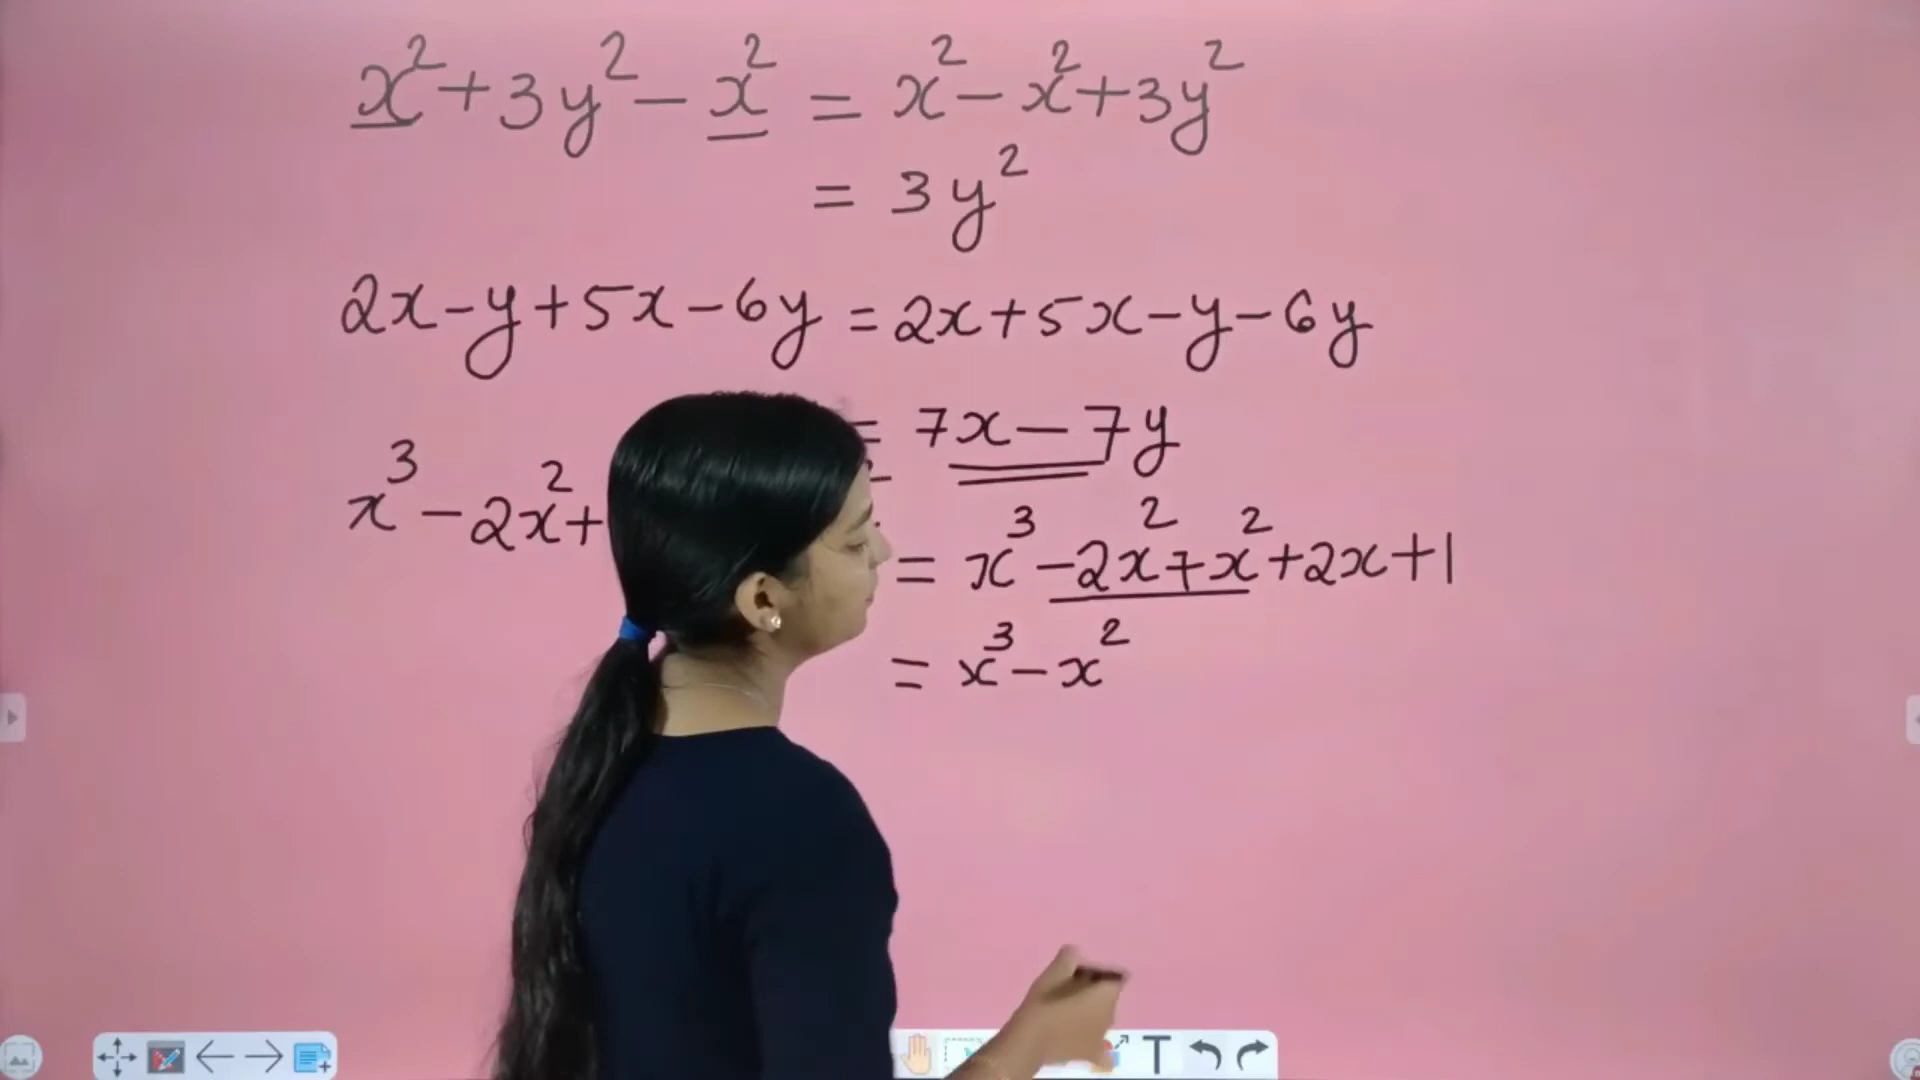 x² + 3y² - x² = x² - x² + 3y²
= 3y²
2x - y + 5x - 6y = 2x + 5x - y - 6y
= 7x - 7y
x³ - 2x² +
= x³ - 2x² + x² + 2x + 1
= x³ - x²
T